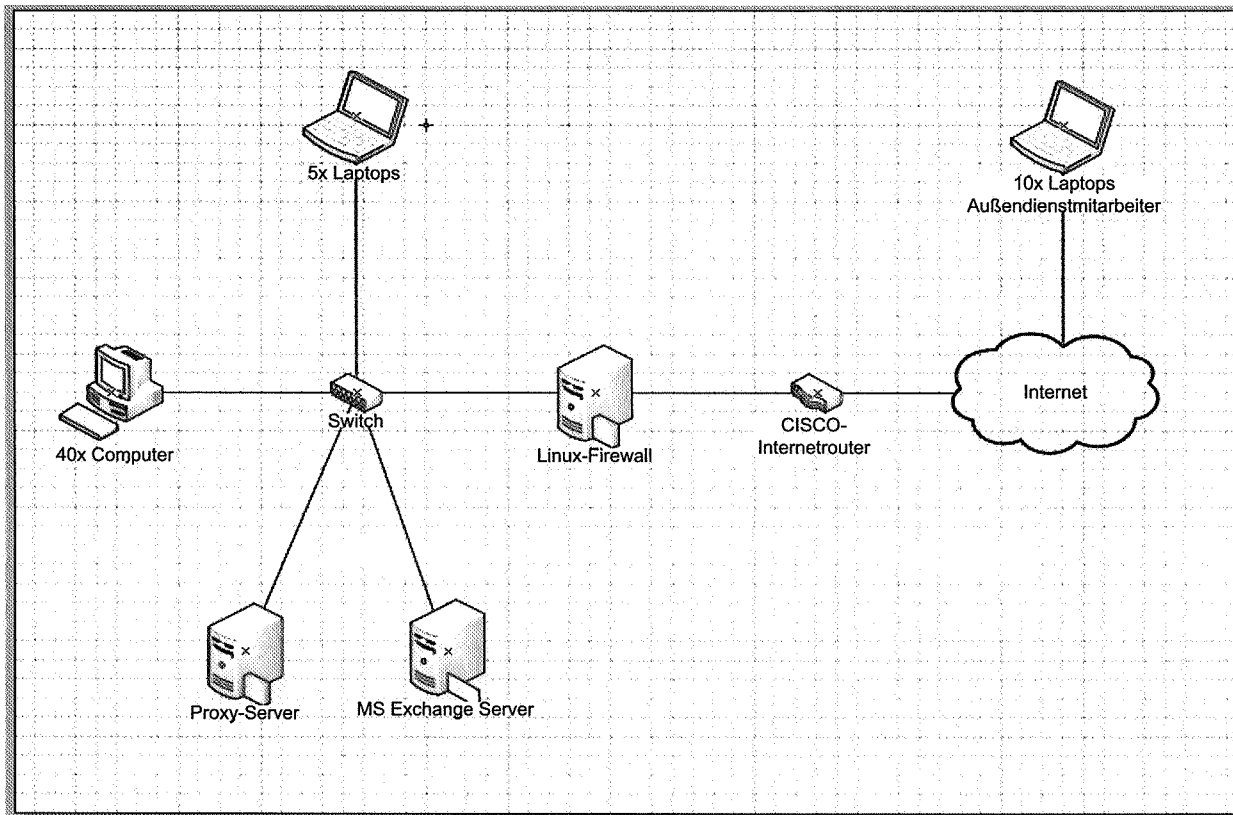 5x Laptops
10x Laptops
Außendienstmitarbeiter
Internet
Switch
40x Computer
Linux-Firewall
CISCO-
Internetrouter
Proxy-Server
MS Exchange Server